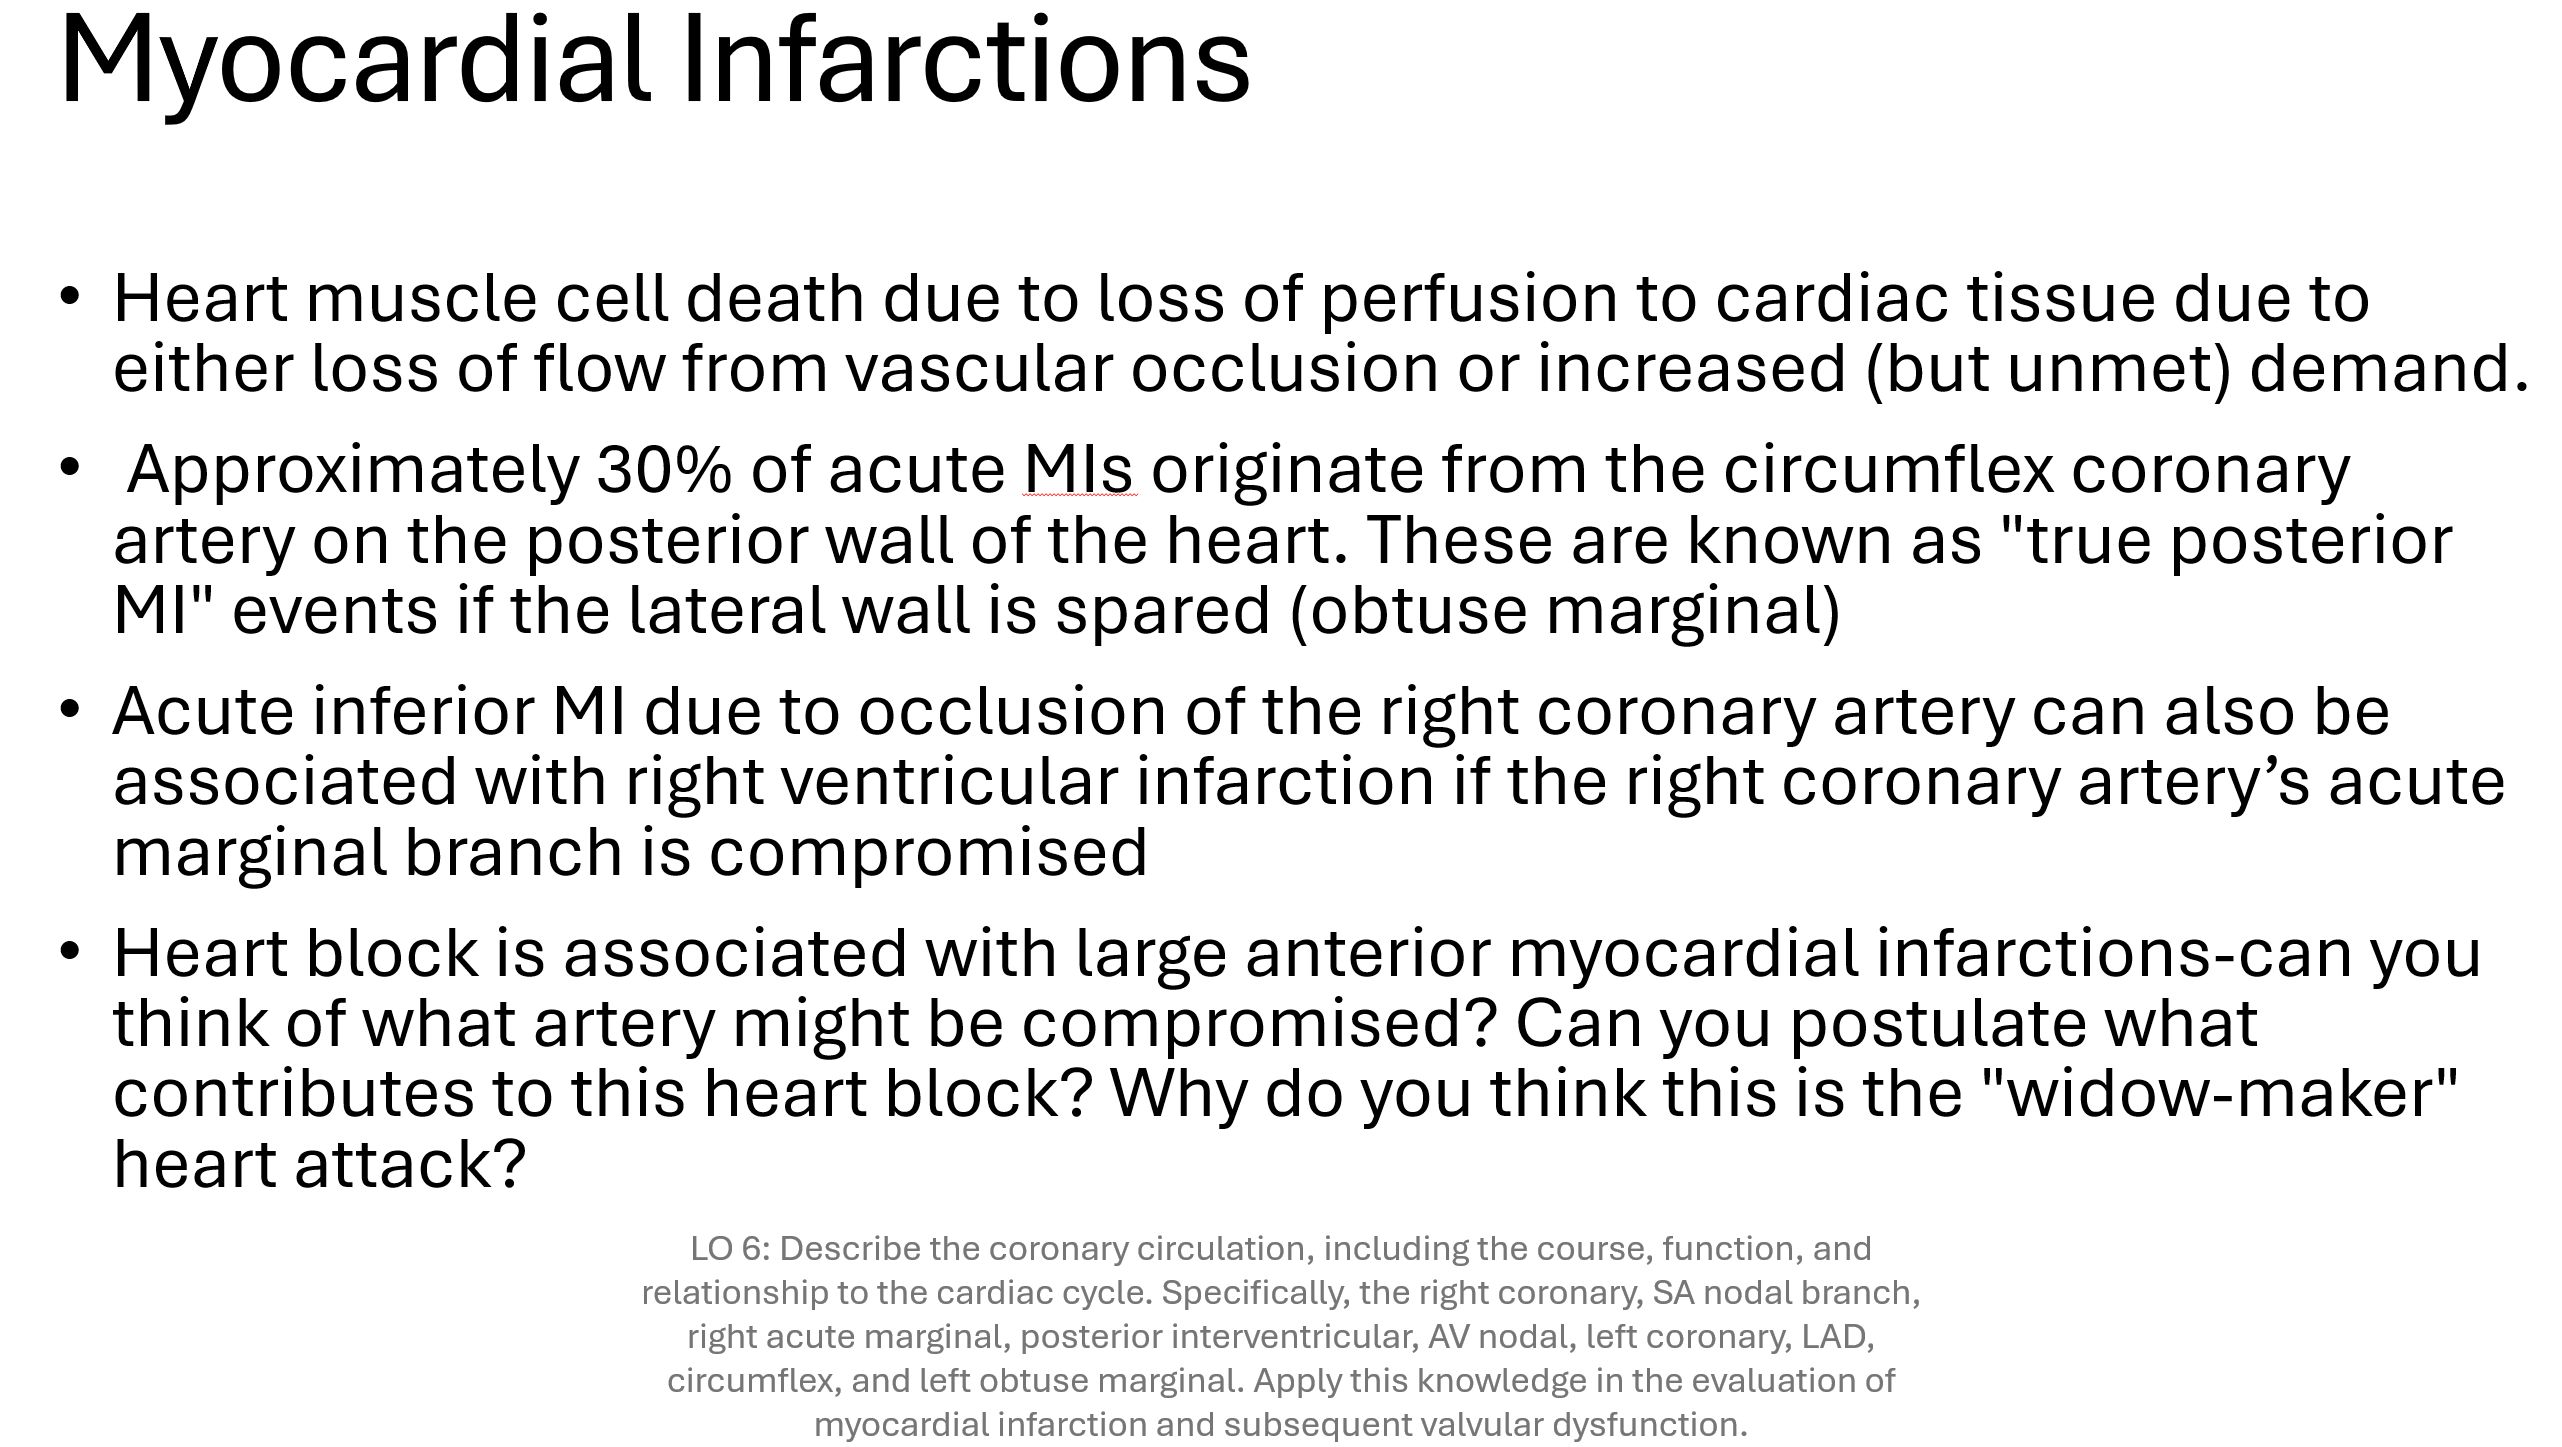 Myocardial Infarctions
• Heart muscle cell death due to loss of perfusion to cardiac tissue due to
either loss of flow from vascular occlusion or increased (but unmet) demand.
• Approximately 30% of acute MIs originate from the circumflex coronary
artery on the posterior wall of the heart. These are known as "true posterior
MI" events if the lateral wall is spared (obtuse marginal)
• Acute inferior MI due to occlusion of the right coronary artery can also be
associated with right ventricular infarction if the right coronary artery’s acute
marginal branch is compromised
• Heart block is associated with large anterior myocardial infarctions-can you
think of what artery might be compromised? Can you postulate what
contributes to this heart block? Why do you think this is the "widow-maker"
heart attack?
LO 6: Describe the coronary circulation, including the course, function, and
relationship to the cardiac cycle. Specifically, the right coronary, SA nodal branch,
right acute marginal, posterior interventricular, AV nodal, left coronary, LAD,
circumflex, and left obtuse marginal. Apply this knowledge in the evaluation of
myocardial infarction and subsequent valvular dysfunction.